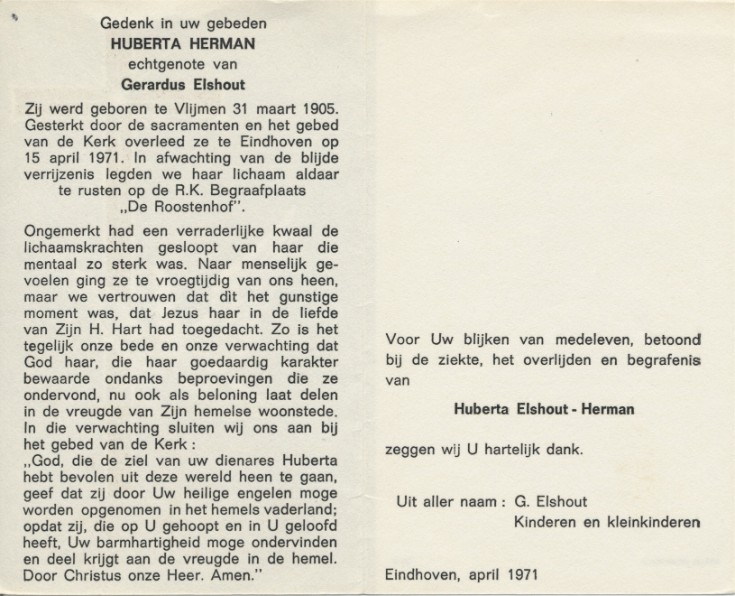 Gedenk in uw gebeden
HUBERTA HERMAN
echtgenote van
Gerardus Elshout
Zij werd geboren te Vlijmen 31 maart 1905.
Gesterkt door de sacramenten en het gebed
van de Kerk overleed ze te Eindhoven op
15 april 1971. In afwachting van de blijde
verrijzenis legden we haar lichaam aldaar
te rusten op de R.K. Begraafplaats
„De Roostenhof”.
Ongemerkt had een verraderlijke kwaal de
lichaamskrachten gesloopt van haar die
mentaal zo sterk was. Naar menselijk ge-
voelen ging ze te vroegtijdig van ons heen,
maar we vertrouwen dat dit het gunstige
moment was, dat Jezus haar in de liefde
van Zijn H. Hart had toegedacht. Zo is het
tegelijk onze bede en onze verwachting dat
God haar, die haar goedaardig karakter
bewaarde ondanks beproevingen die ze
ondervond, nu ook als beloning laat delen
in de vreugde van Zijn hemelse woonstede.
In die verwachting sluiten wij ons aan bij
het gebed van de Kerk :
„God, die de ziel van uw dienares Huberta
hebt bevolen uit deze wereld heen te gaan,
geef dat zij door Uw heilige engelen moge
worden opgenomen in het hemels vaderland;
opdat zij, die op U gehoopt en in U geloofd
heeft, Uw barmhartigheid moge ondervinden
en deel krijgt aan de vreugde in de hemel.
Door Christus onze Heer. Amen.”
Voor Uw blijken van medeleven, betoond
bij de ziekte, het overlijden en begrafenis
van
Huberta Elshout - Herman
zeggen wij U hartelijk dank.
Uit aller naam : G. Elshout
Kinderen en kleinkinderen
Eindhoven, april 1971